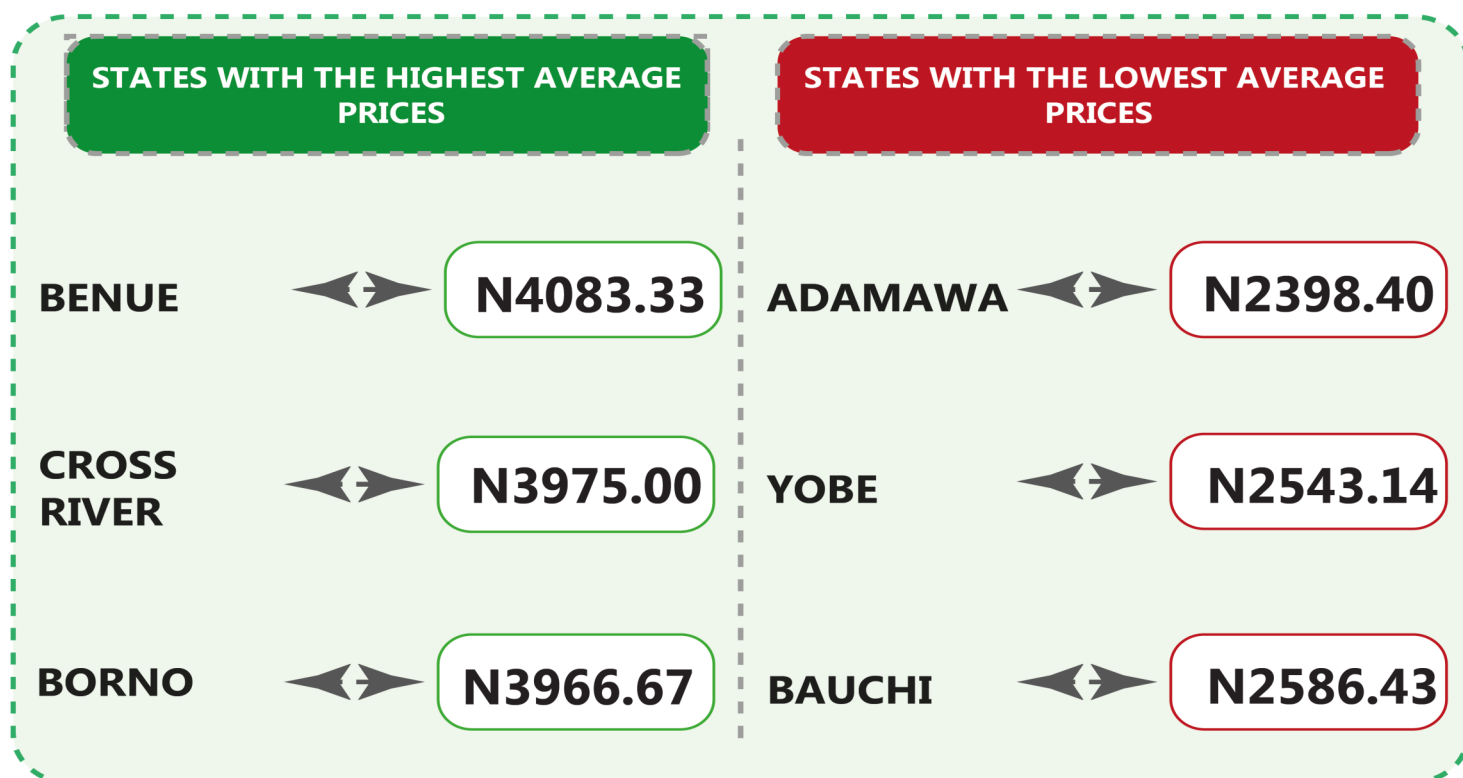 STATES WITH THE HIGHEST AVERAGE
PRICES
BENUE
N4083.33
CROSS
RIVER
N3975.00
BORNO
N3966.67
STATES WITH THE LOWEST AVERAGE
PRICES
ADAMAWA
N2398.40
YOBE
N2543.14
BAUCHI
N2586.43